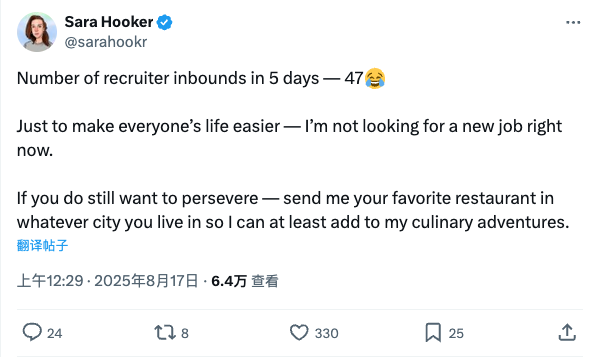 Sara Hooker
@sarahookr
Number of recruiter inbounds in 5 days — 47😂
Just to make everyone’s life easier — I’m not looking for a new job right
now.
If you do still want to persevere — send me your favorite restaurant in
whatever city you live in so I can at least add to my culinary adventures.
翻译帖子
上午12:29 · 2025年8月17日 · 6.4万 查看
24 8 330 25